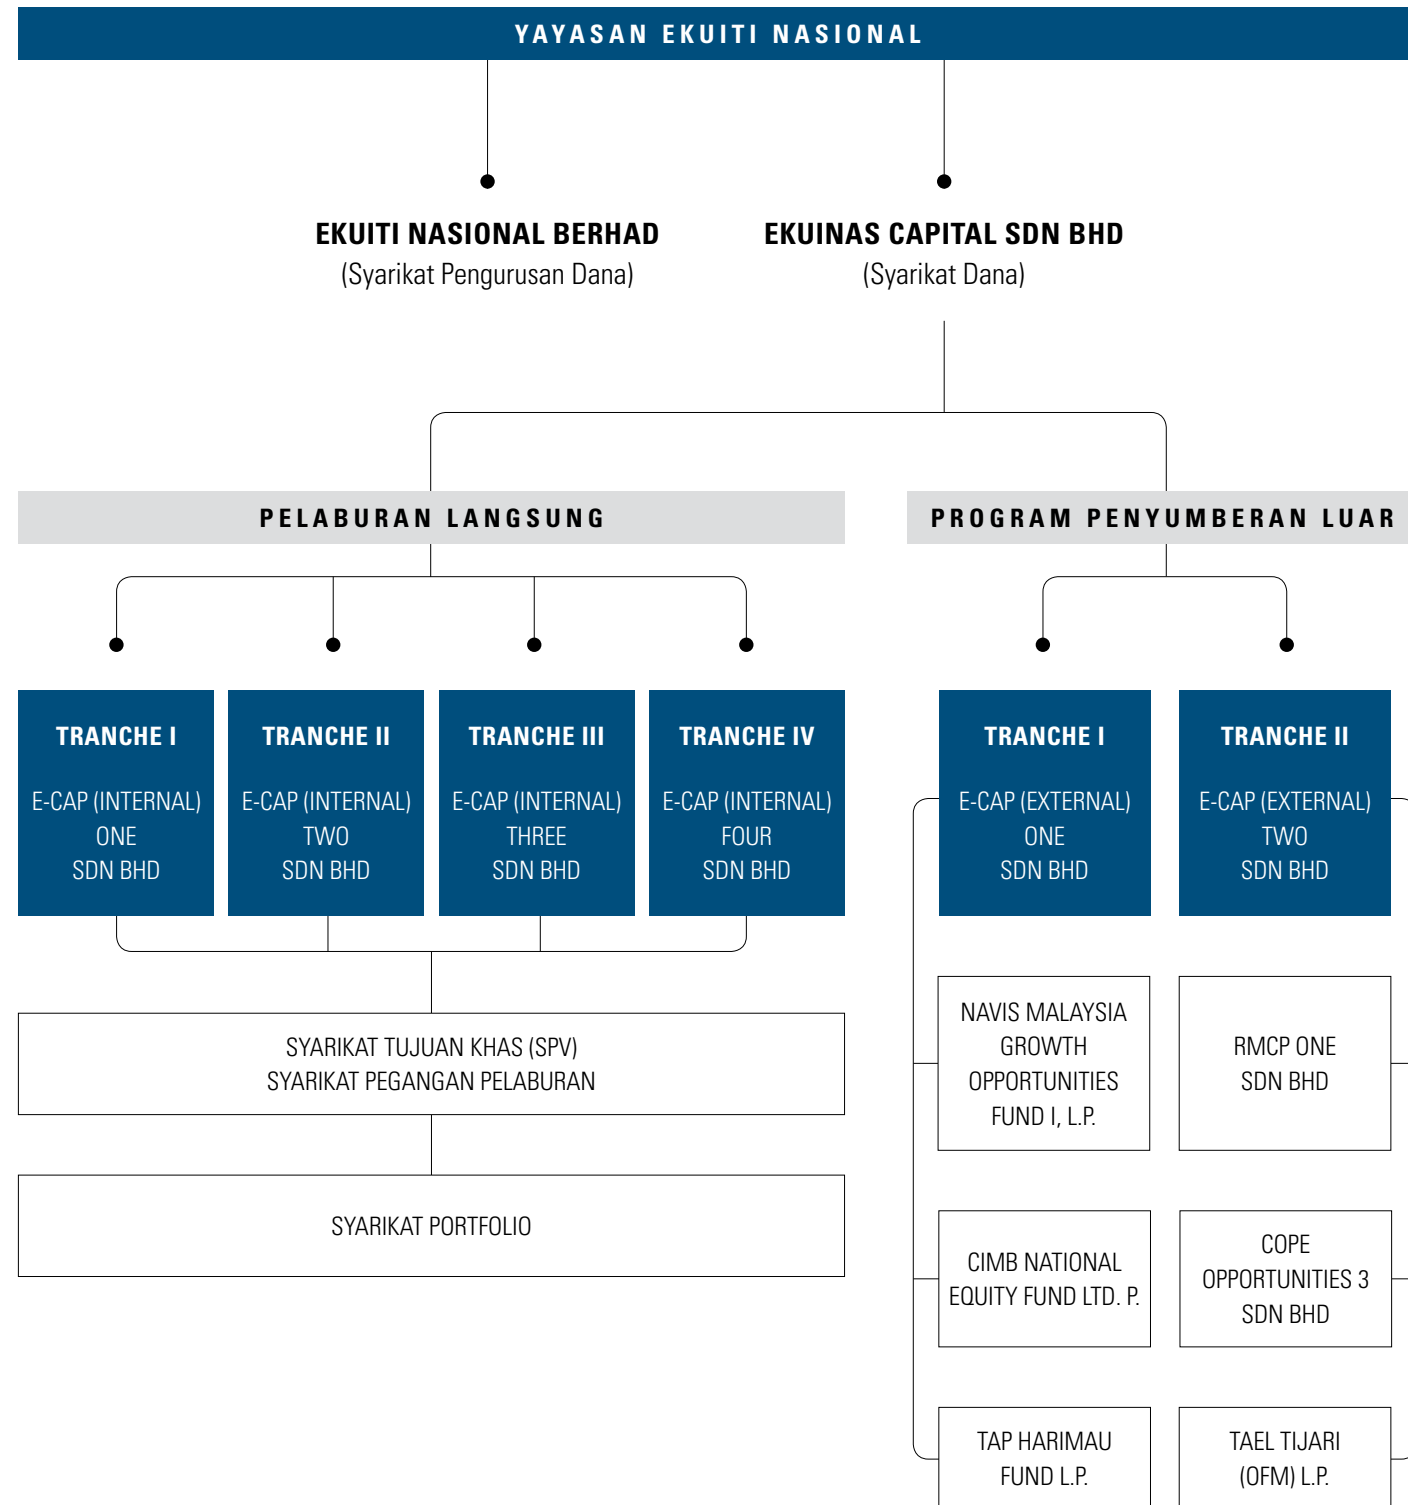 YAYASAN EKUITI NASIONAL
EKUITI NASIONAL BERHAD
(Syarikat Pengurusan Dana)
EKUINAS CAPITAL SDN BHD
(Syarikat Dana)
PELABURAN LANGSUNG
PROGRAM PENYUMBERAN LUAR
TRANCHE I
E-CAP (INTERNAL)
ONE
SDN BHD
TRANCHE II
E-CAP (INTERNAL)
TWO
SDN BHD
TRANCHE III
E-CAP (INTERNAL)
THREE
SDN BHD
TRANCHE IV
E-CAP (INTERNAL)
FOUR
SDN BHD
TRANCHE I
E-CAP (EXTERNAL)
ONE
SDN BHD
TRANCHE II
E-CAP (EXTERNAL)
TWO
SDN BHD
SYARIKAT TUJUAN KHAS (SPV)
SYARIKAT PEGANGAN PELABURAN
SYARIKAT PORTFOLIO
NAVIS MALAYSIA
GROWTH
OPPORTUNITIES
FUND I, L.P.
RMCP ONE
SDN BHD
CIMB NATIONAL
EQUITY FUND LTD. P.
COPE
OPPORTUNITIES 3
SDN BHD
TAP HARIMAU
FUND L.P.
TAEL TIJARI
(OFM) L.P.